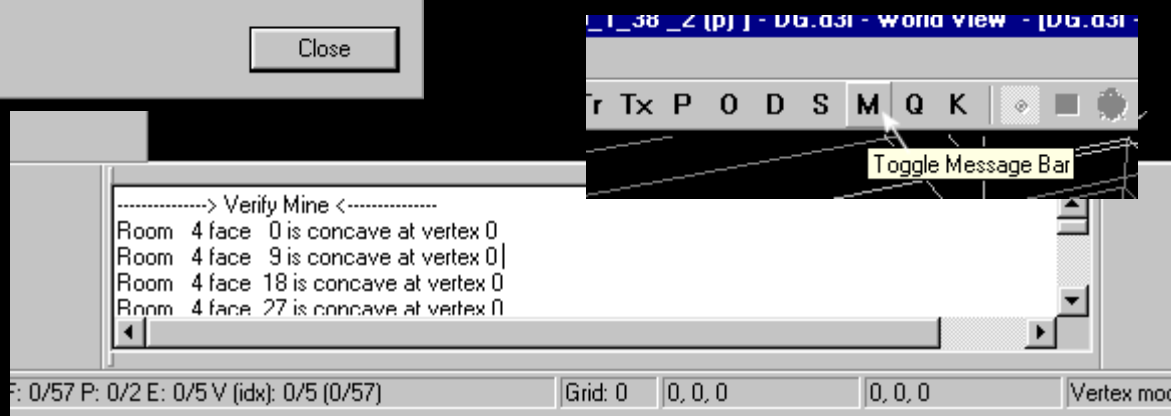 Close
_1_38_2 (p) ] - DG.d3l - World View - [DG.d3l -
Tr Tx P O D S M Q K
Toggle Message Bar
---------------> Verify Mine <---------------
Room 4 face 0 is concave at vertex 0
Room 4 face 9 is concave at vertex 0
Room 4 face 18 is concave at vertex 0
Room 4 face 27 is concave at vertex 0
F: 0/57 P: 0/2 E: 0/5 V (idx): 0/5 (0/57)
Grid: 0
0, 0, 0
0, 0, 0
Vertex mod